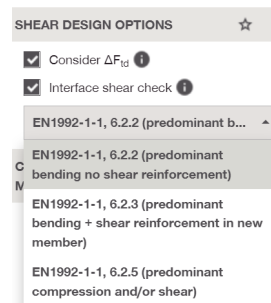 SHEAR DESIGN OPTIONS
Consider ΔFtd
Interface shear check
EN1992-1-1, 6.2.2 (predominant b...
EN1992-1-1, 6.2.2 (predominant
bending no shear reinforcement)
C
M
EN1992-1-1, 6.2.3 (predominant
bending + shear reinforcement in new
member)
EN1992-1-1, 6.2.5 (predominant
compression and/or shear)